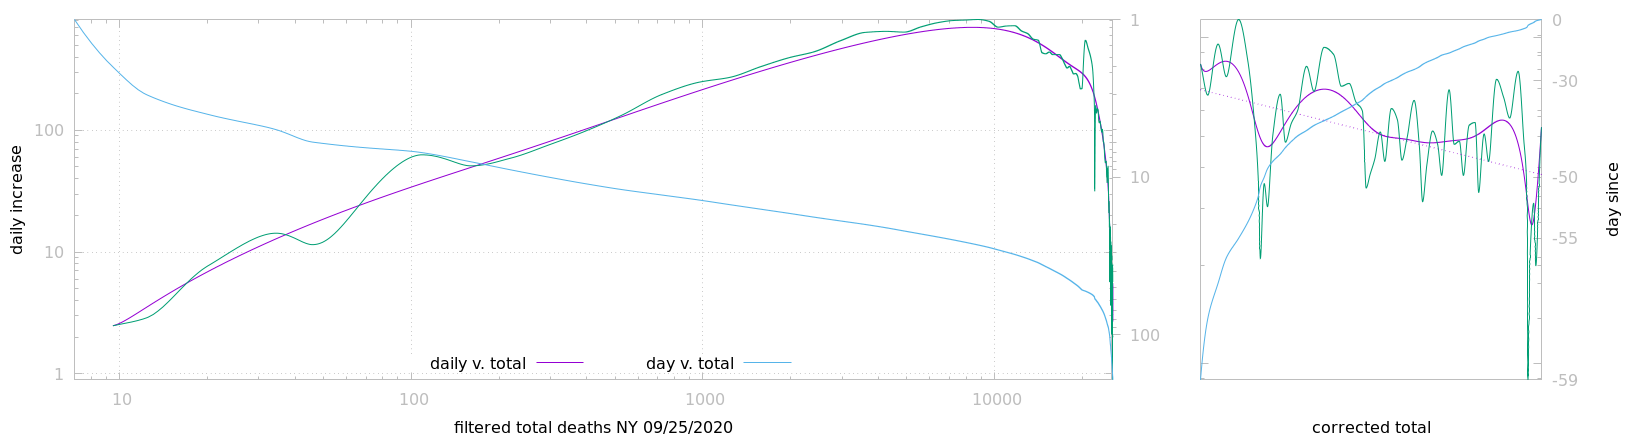 daily increase
100
10
1
10
100
1000
10000
1
10
100
daily v. total
day v. total
filtered total deaths NY 09/25/2020
0
-30
-50
-55
-59
day since
corrected total